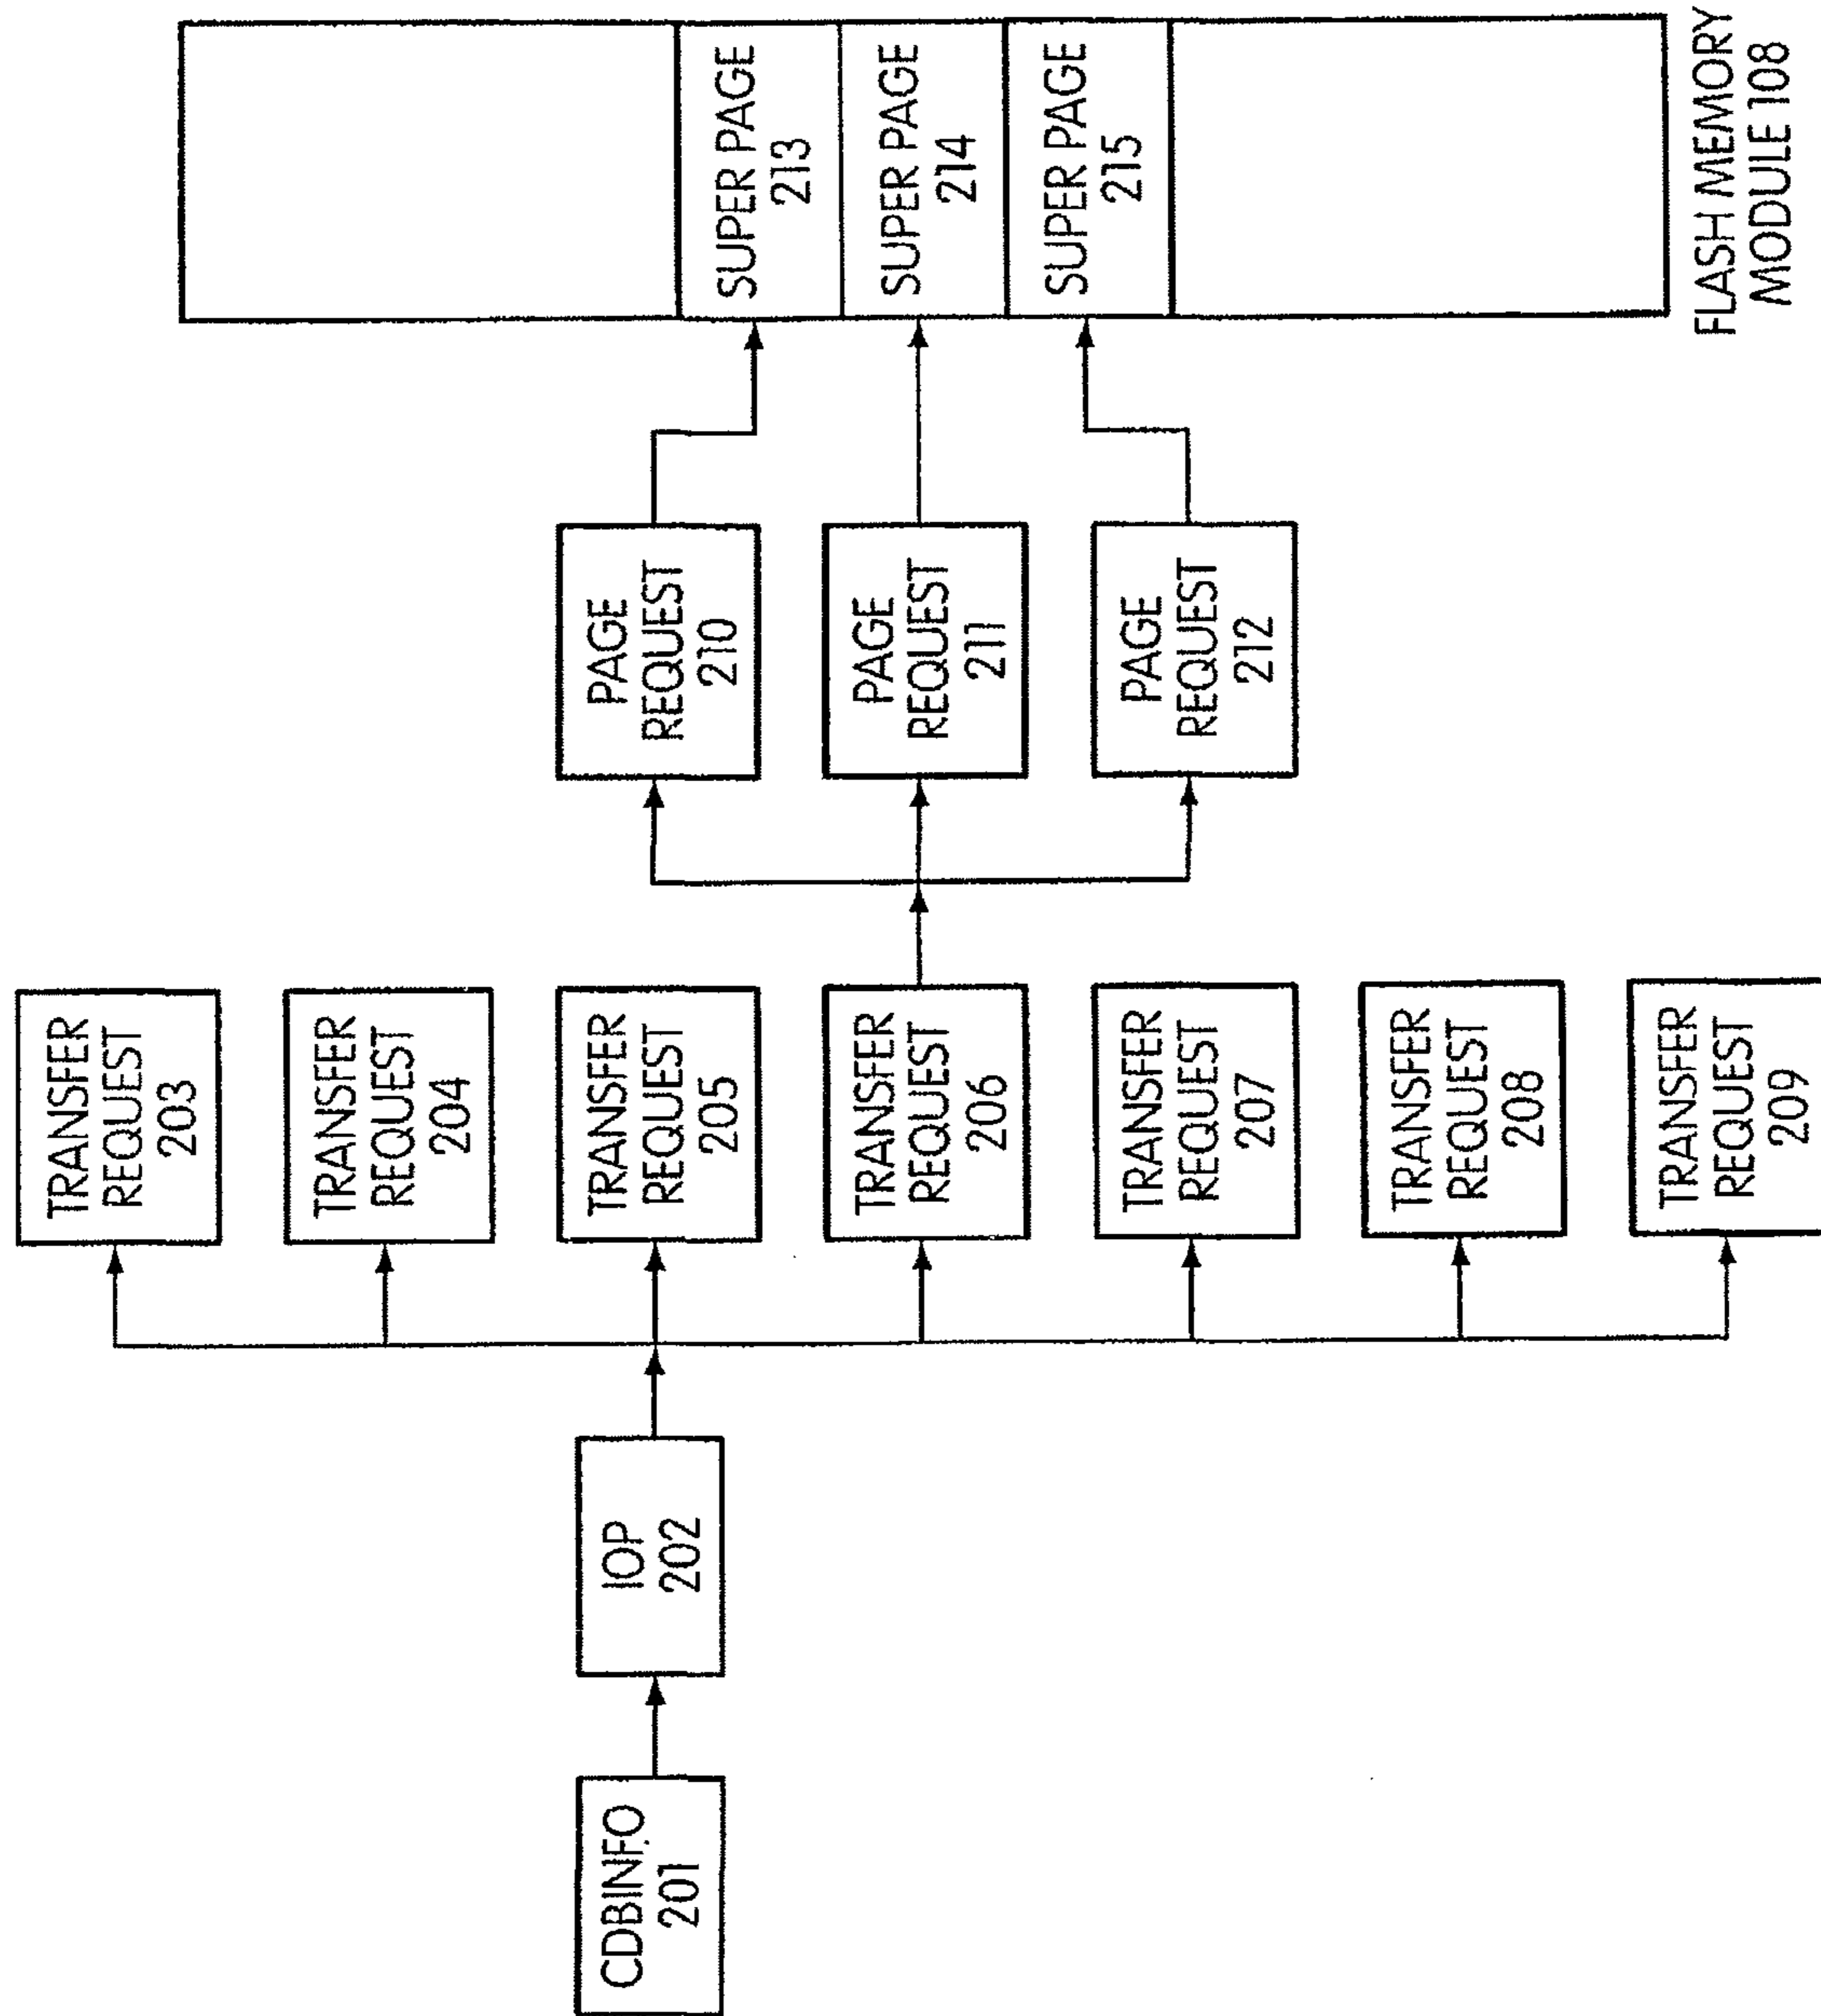 CDBINFO
201
IOP
202
TRANSFER
REQUEST
203
TRANSFER
REQUEST
204
TRANSFER
REQUEST
205
TRANSFER
REQUEST
206
TRANSFER
REQUEST
207
TRANSFER
REQUEST
208
TRANSFER
REQUEST
209
PAGE
REQUEST
210
PAGE
REQUEST
211
PAGE
REQUEST
212
SUPER PAGE
213
SUPER PAGE
214
SUPER PAGE
215
FLASH MEMORY
MODULE 108